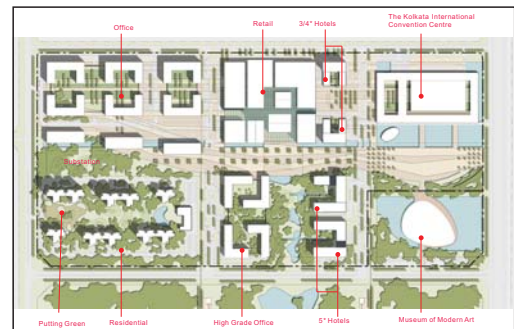 The Kolkata International
Convention Centre
Office
Retail
3/4* Hotels
Substation
Putting Green
Residential
High Grade Office
5* Hotels
Museum of Modern Art